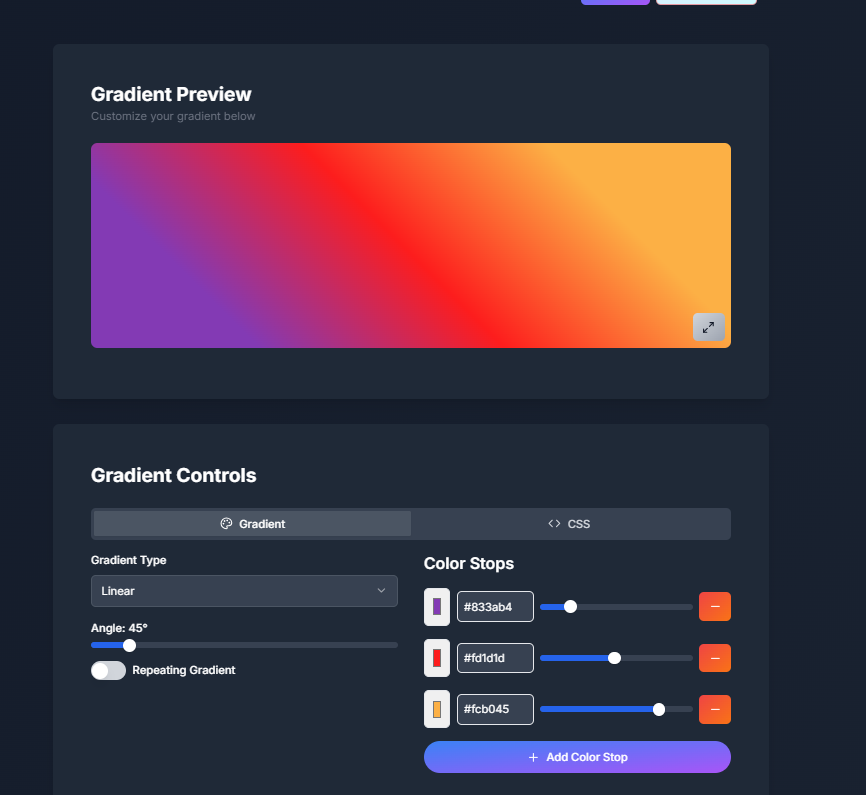 Gradient Preview
Customize your gradient below
Gradient Controls
Gradient
CSS
Gradient Type
Linear
Angle: 45°
Repeating Gradient
Color Stops
#833ab4
#fd1d1d
#fcb045
Add Color Stop